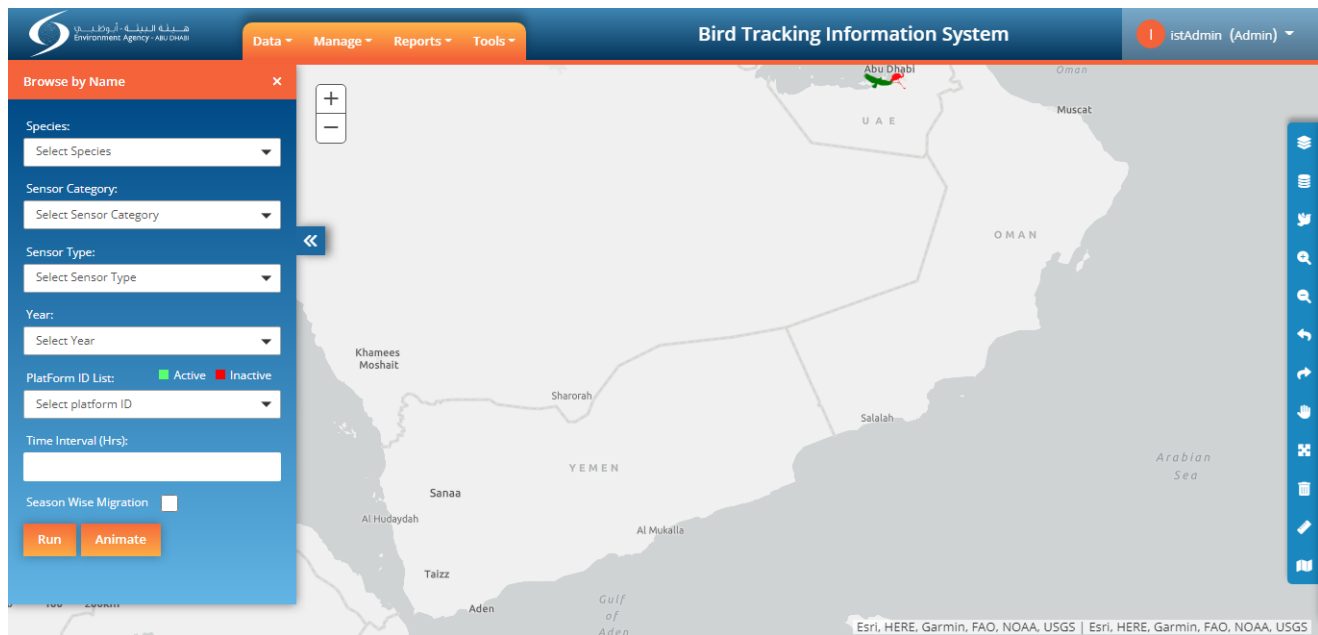 هـــيئة البيئـة - أبـوظبـــي
Environment Agency - ABU DHABI
Data
Manage
Reports
Tools
Bird Tracking Information System
I
istAdmin (Admin)
Browse by Name
×
Species:
Select Species
Sensor Category:
Select Sensor Category
Sensor Type:
Select Sensor Type
Year:
Select Year
PlatForm ID List:
Active
Inactive
Select platform ID
Time Interval (Hrs):
Season Wise Migration
Run
Animate
+
−
Abu Dhabi
Oman
Muscat
UAE
OMAN
Khamees
Moshait
Sharorah
Salalah
YEMEN
Arabian
Sea
Sanaa
Al Hudaydah
Al Mukalla
Taizz
Aden
Gulf
of
Aden
Esri, HERE, Garmin, FAO, NOAA, USGS | Esri, HERE, Garmin, FAO, NOAA, USGS